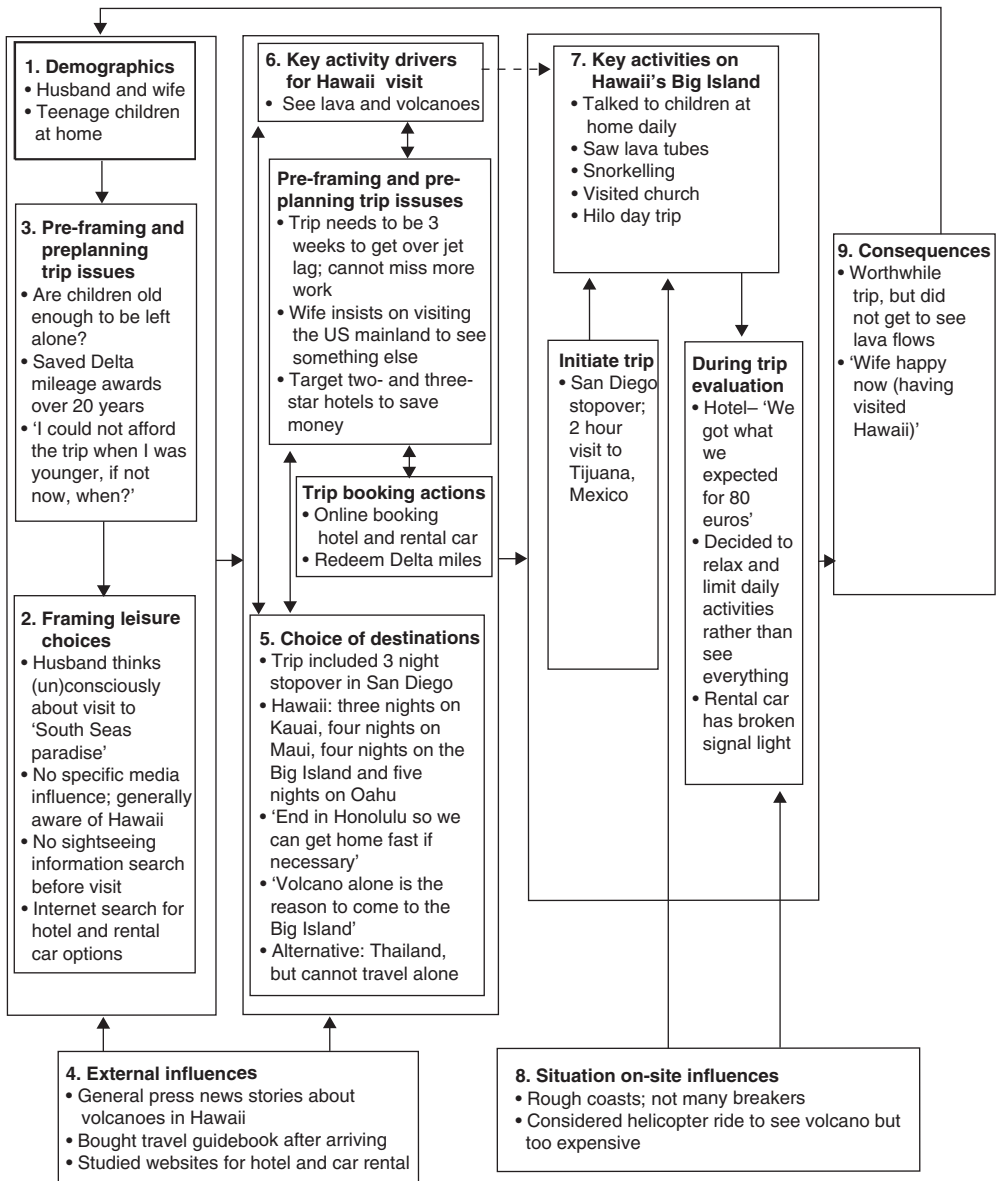 1. Demographics
• Husband and wife
• Teenage children
at home
3. Pre-framing and
preplanning
trip issues
• Are children old
enough to be left
alone?
• Saved Delta
mileage awards
over 20 years
• ‘I could not afford
the trip when I was
younger, if not
now, when?’
2. Framing leisure
choices
• Husband thinks
(un)consciously
about visit to
‘South Seas
paradise’
• No specific media
influence; generally
aware of Hawaii
• No sightseeing
information search
before visit
• Internet search for
hotel and rental
car options
6. Key activity drivers
for Hawaii visit
• See lava and volcanoes
Pre-framing and pre-
planning trip issuses
• Trip needs to be 3
weeks to get over jet
lag; cannot miss more
work
• Wife insists on visiting
the US mainland to see
something else
• Target two- and three-
star hotels to save
money
Trip booking actions
• Online booking
hotel and rental car
• Redeem Delta miles
5. Choice of destinations
• Trip included 3 night
stopover in San Diego
• Hawaii: three nights on
Kauai, four nights on
Maui, four nights on the
Big Island and five
nights on Oahu
• ‘End in Honolulu so we
can get home fast if
necessary’
• ‘Volcano alone is the
reason to come to the
Big Island’
• Alternative: Thailand,
but cannot travel alone
7. Key activities on
Hawaii’s Big Island
• Talked to children at
home daily
• Saw lava tubes
• Snorkelling
• Visited church
• Hilo day trip
Initiate trip
• San Diego
stopover;
2 hour
visit to
Tijuana,
Mexico
During trip
evaluation
• Hotel– ‘We
got what
we
expected
for 80
euros’
• Decided to
relax and
limit daily
activities
rather than
see
everything
• Rental car
has broken
signal light
9. Consequences
• Worthwhile
trip, but did
not get to see
lava flows
• ‘Wife happy
now (having
visited
Hawaii)’
4. External influences
• General press news stories about
volcanoes in Hawaii
• Bought travel guidebook after arriving
• Studied websites for hotel and car rental
8. Situation on-site influences
• Rough coasts; not many breakers
• Considered helicopter ride to see volcano but
too expensive